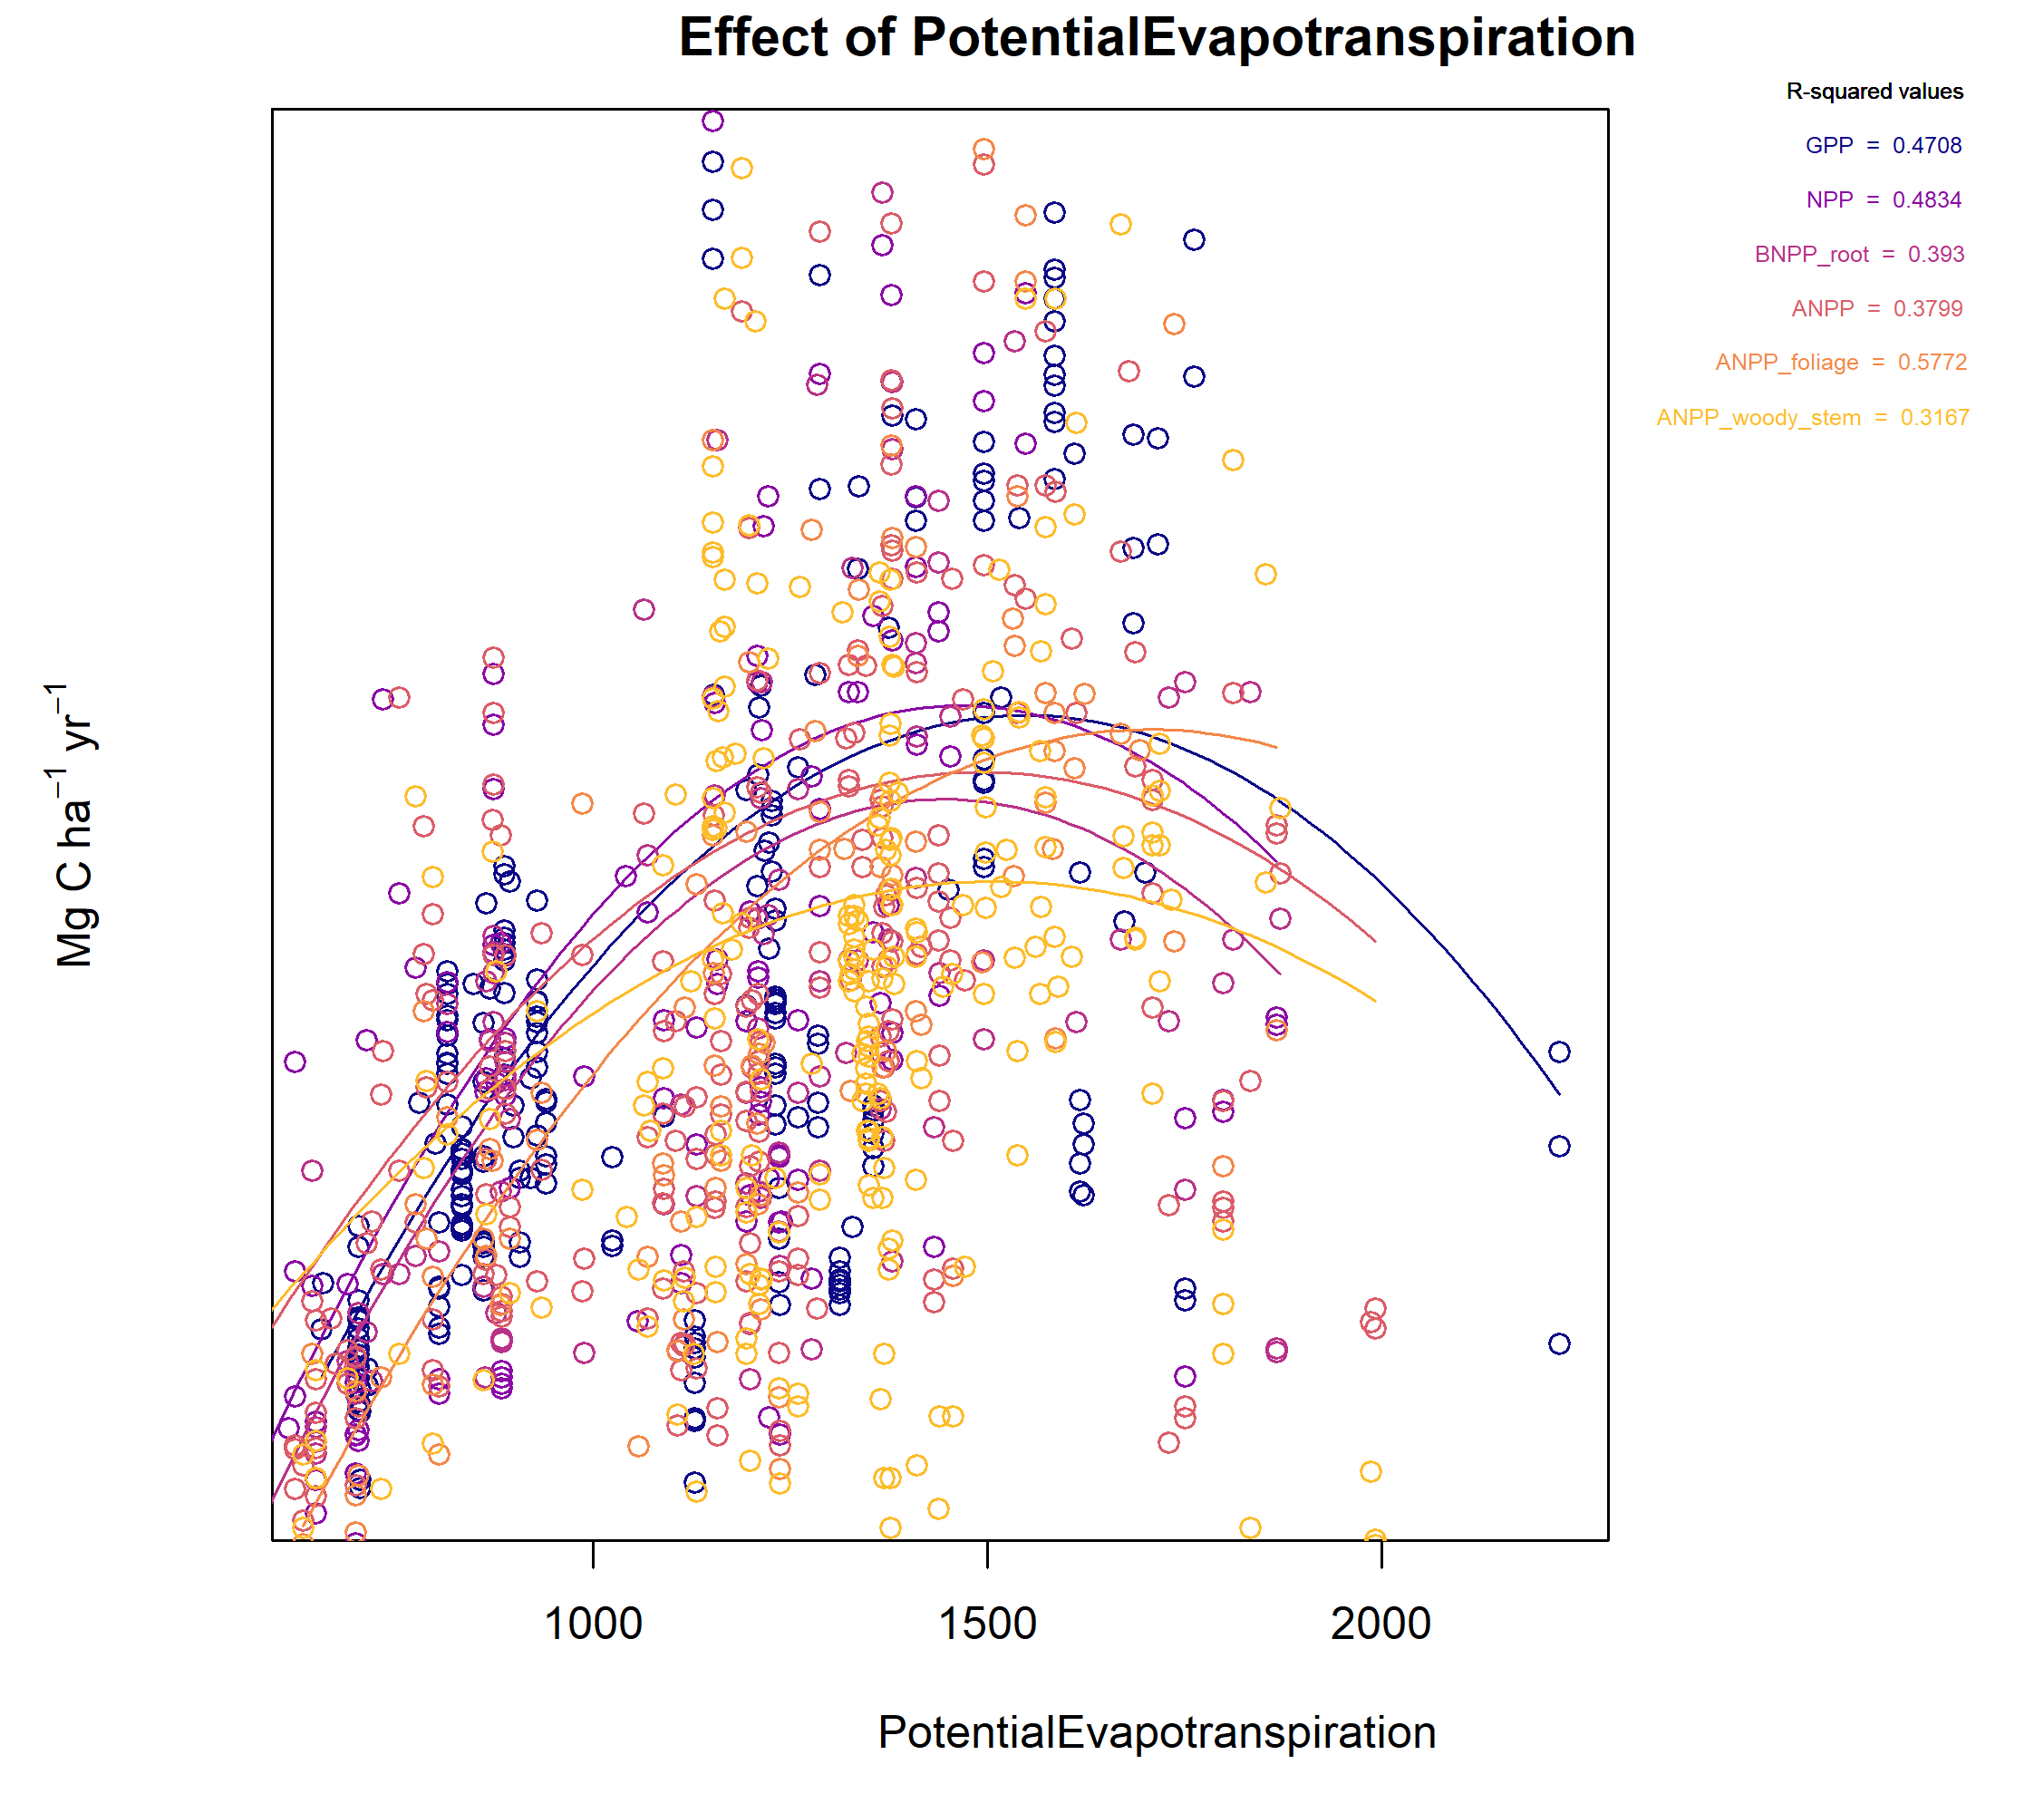 Effect of PotentialEvapotranspiration
R-squared values
GPP = 0.4708
NPP = 0.4834
BNPP_root = 0.393
ANPP = 0.3799
ANPP_foliage = 0.5772
ANPP_woody_stem = 0.3167
Mg C ha⁻¹ yr⁻¹
1000 1500 2000
PotentialEvapotranspiration